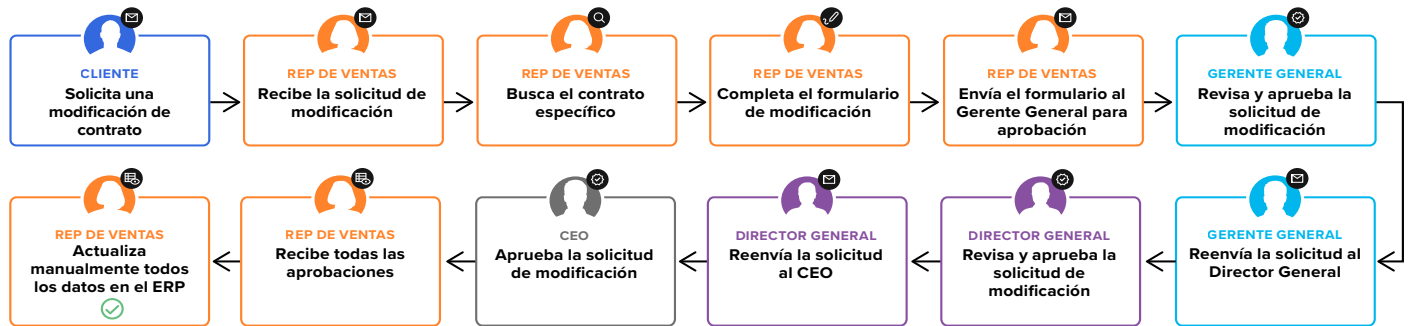 CLIENTE
Solicita una
modificación de
contrato
REP DE VENTAS
Recibe la solicitud de
modificación
REP DE VENTAS
Busca el contrato
específico
REP DE VENTAS
Completa el formulario
de modificación
REP DE VENTAS
Envía el formulario al
Gerente General para
aprobación
GERENTE GENERAL
Revisa y aprueba la
solicitud de
modificación
GERENTE GENERAL
Reenvía la solicitud al
Director General
DIRECTOR GENERAL
Revisa y aprueba la
solicitud de
modificación
DIRECTOR GENERAL
Reenvía la solicitud
al CEO
CEO
Aprueba la solicitud
de modificación
REP DE VENTAS
Recibe todas las
aprobaciones
REP DE VENTAS
Actualiza
manualmente todos
los datos en el ERP